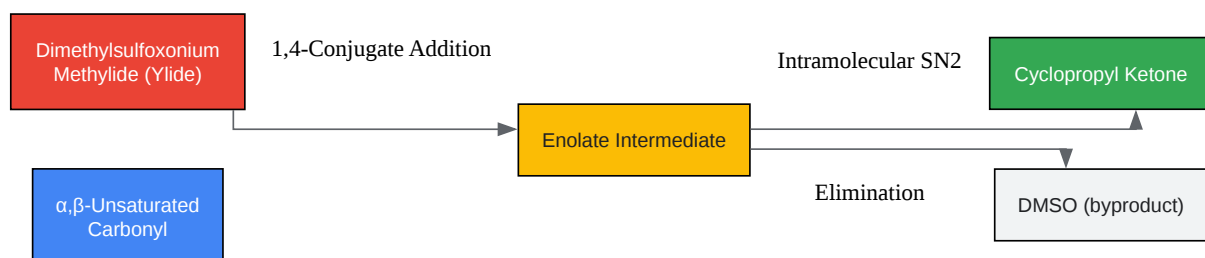 Dimethylsulfoxonium
Methylide (Ylide)
1,4-Conjugate Addition
α,β-Unsaturated
Carbonyl
Enolate Intermediate
Intramolecular SN2
Cyclopropyl Ketone
Elimination
DMSO (byproduct)